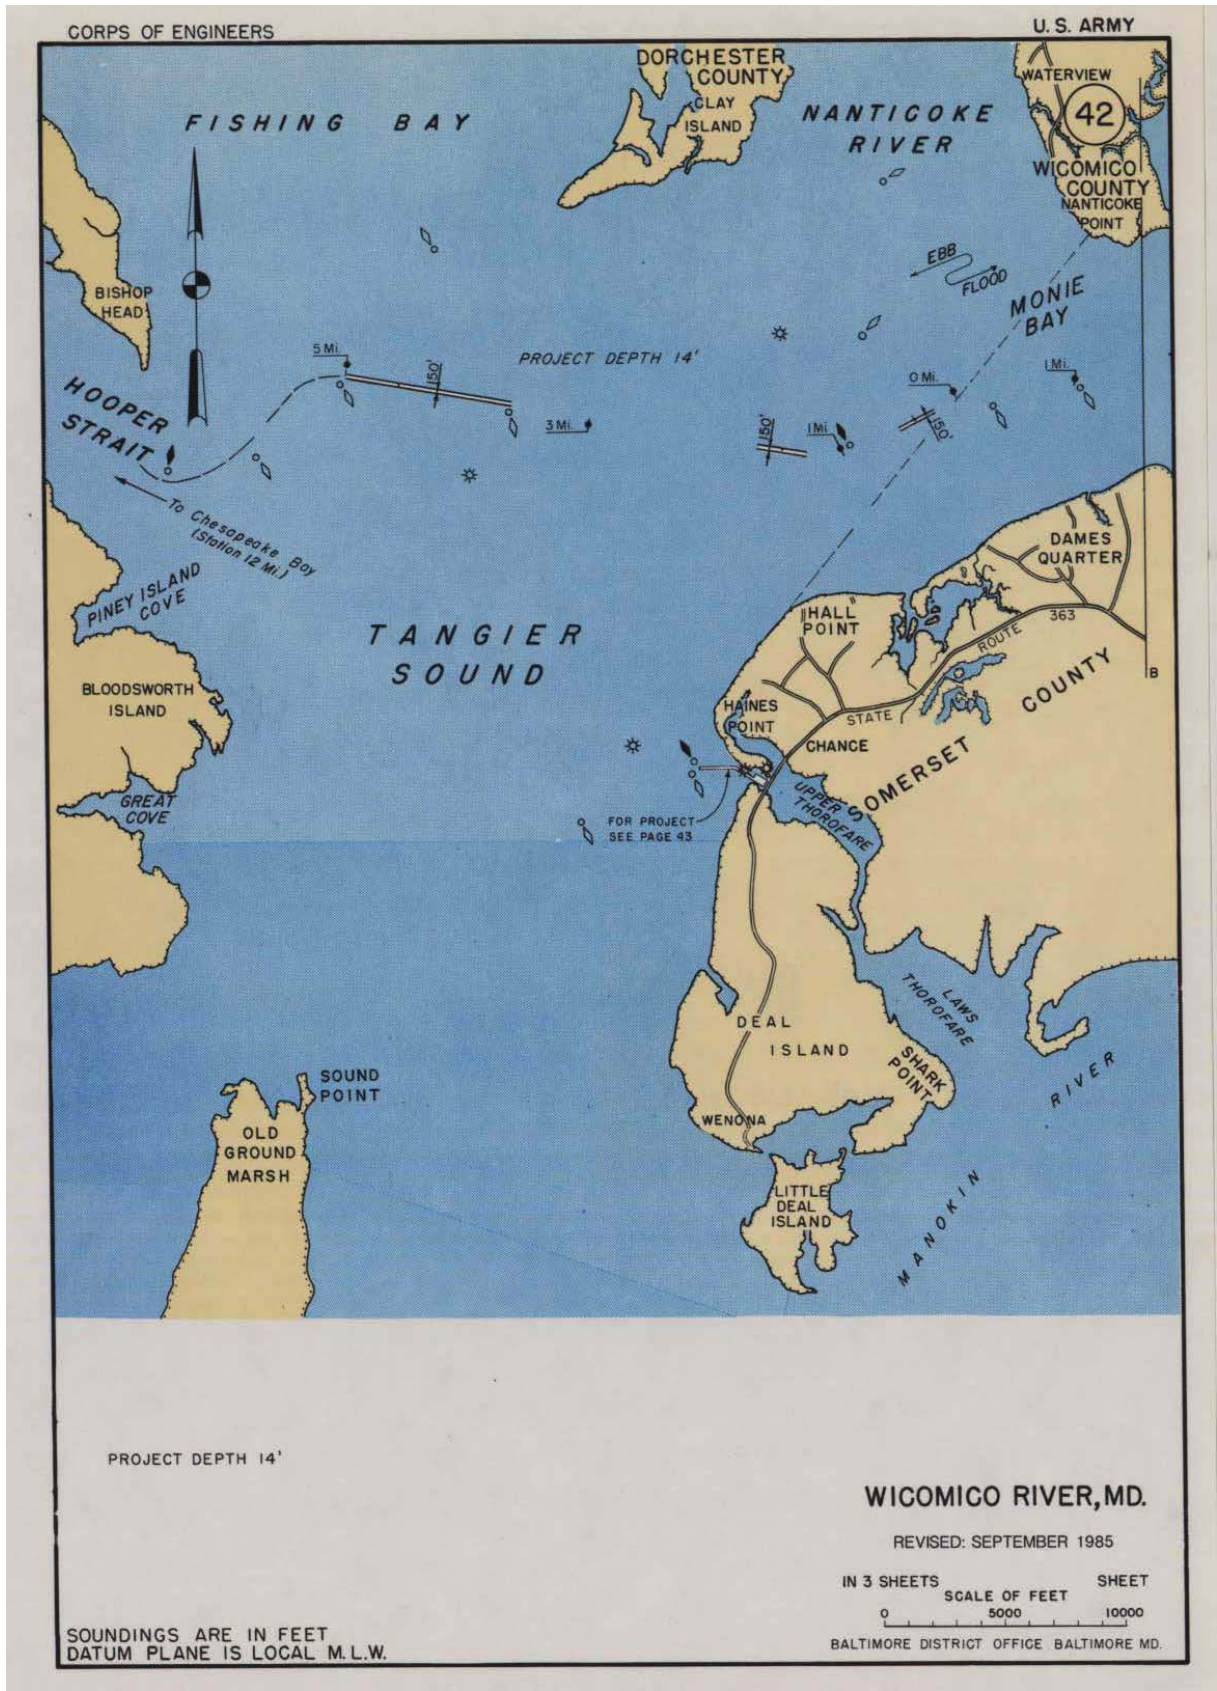 CORPS OF ENGINEERS
U. S. ARMY
DORCHESTER
COUNTY
CLAY
ISLAND
FISHING BAY
NANTICOKE
RIVER
WATERVIEW
42
WICOMICO
COUNTY
NANTICOKE
POINT
EBB
FLOOD
MONIE
BAY
BISHOP
HEAD
5 Mi.
150'
PROJECT DEPTH 14'
0 Mi.
1 Mi.
HOOPER
STRAIT
3 Mi.
150'
1 Mi
150'
To Chesapeake Bay
(Station 12 Mi.)
DAMES
QUARTER
PINEY ISLAND
COVE
HALL
POINT
363
ROUTE
STATE
TANGIER
SOUND
B
BLOODSWORTH
ISLAND
HAINES
POINT
CHANCE
SOMERSET COUNTY
GREAT
COVE
UPPER
THOROFARE
FOR PROJECT
SEE PAGE 43
LAWS
THOROFARE
DEAL
ISLAND
SHARK
POINT
SOUND
POINT
MANOKIN RIVER
WENONA
OLD
GROUND
MARSH
LITTLE
DEAL
ISLAND
PROJECT DEPTH 14'
WICOMICO RIVER, MD.
REVISED: SEPTEMBER 1985
IN 3 SHEETS SHEET
SCALE OF FEET
0 5000 10000
BALTIMORE DISTRICT OFFICE BALTIMORE MD.
SOUNDINGS ARE IN FEET
DATUM PLANE IS LOCAL M.L.W.